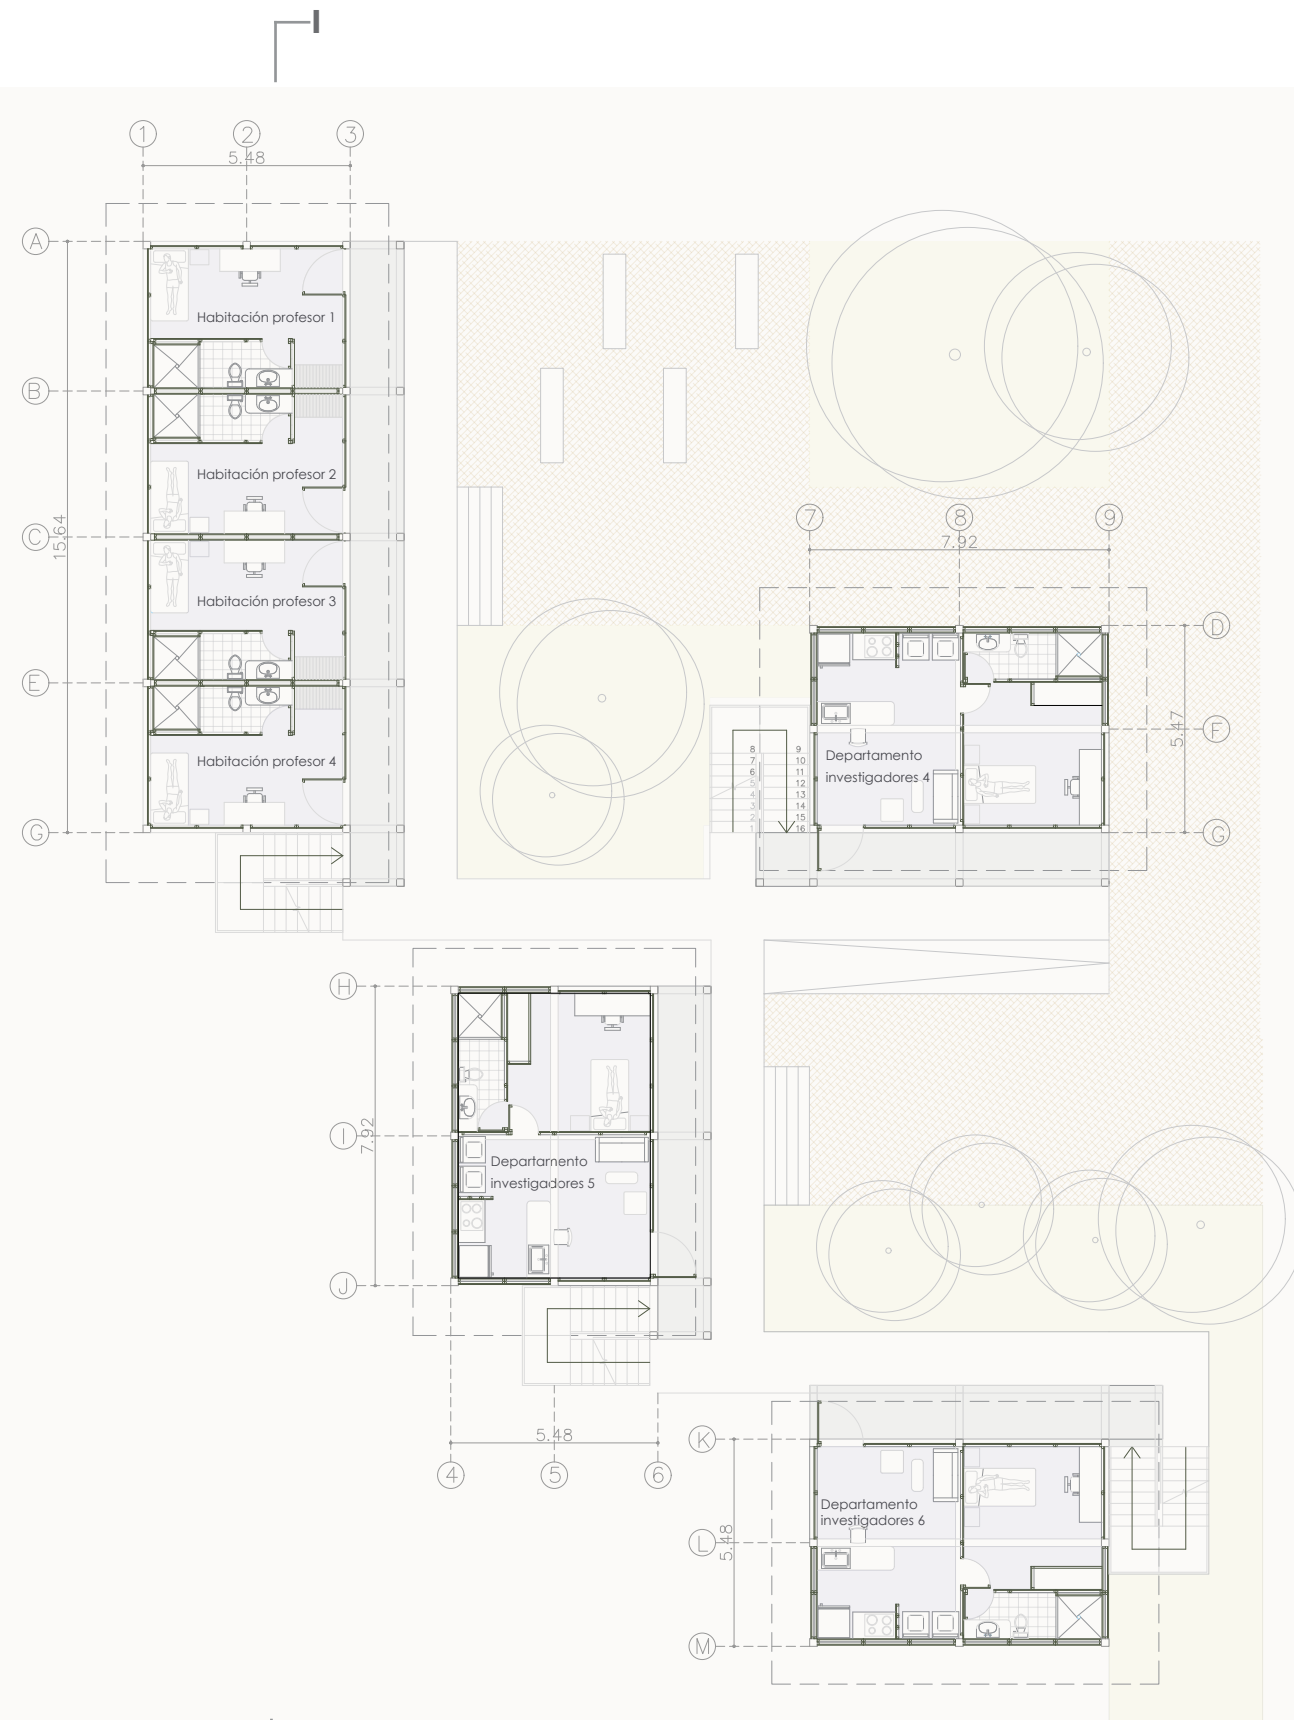 1 2 3
5.48
A
Habitación profesor 1
B
Habitación profesor 2
15.64
C
Habitación profesor 3
E
Habitación profesor 4
G
7 8 9
7.92
D
5.47
F
Departamento
investigadores 4
8 9
7 10
6 11
5 12
4 13
3 14
2 15
1 16
G
H
I
7.92
Departamento
investigadores 5
J
5.48
4 5 6
K
Departamento
investigadores 6
L
5.48
M